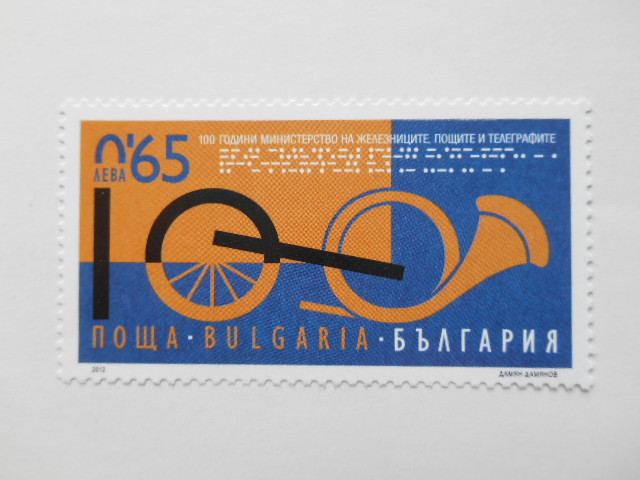 0.65
ЛЕВА
100 ГОДИНИ МИНИСТЕРСТВО НА ЖЕЛЕЗНИЦИТЕ, ПОЩИТЕ И ТЕЛЕГРАФИТЕ
ПОЩА · BULGARIA · БЪЛГАРИЯ
2012 ДАМЯН ДАМЯНОВ